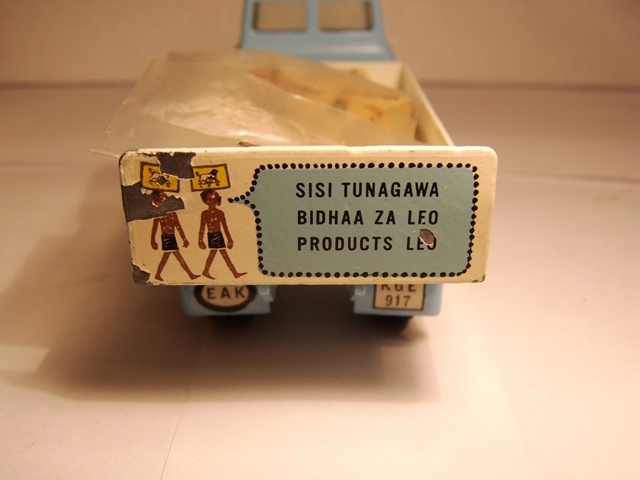 SISI TUNAGAWA
BIDHAA ZA LEO
PRODUCTS LEO
EAK
KGE
917